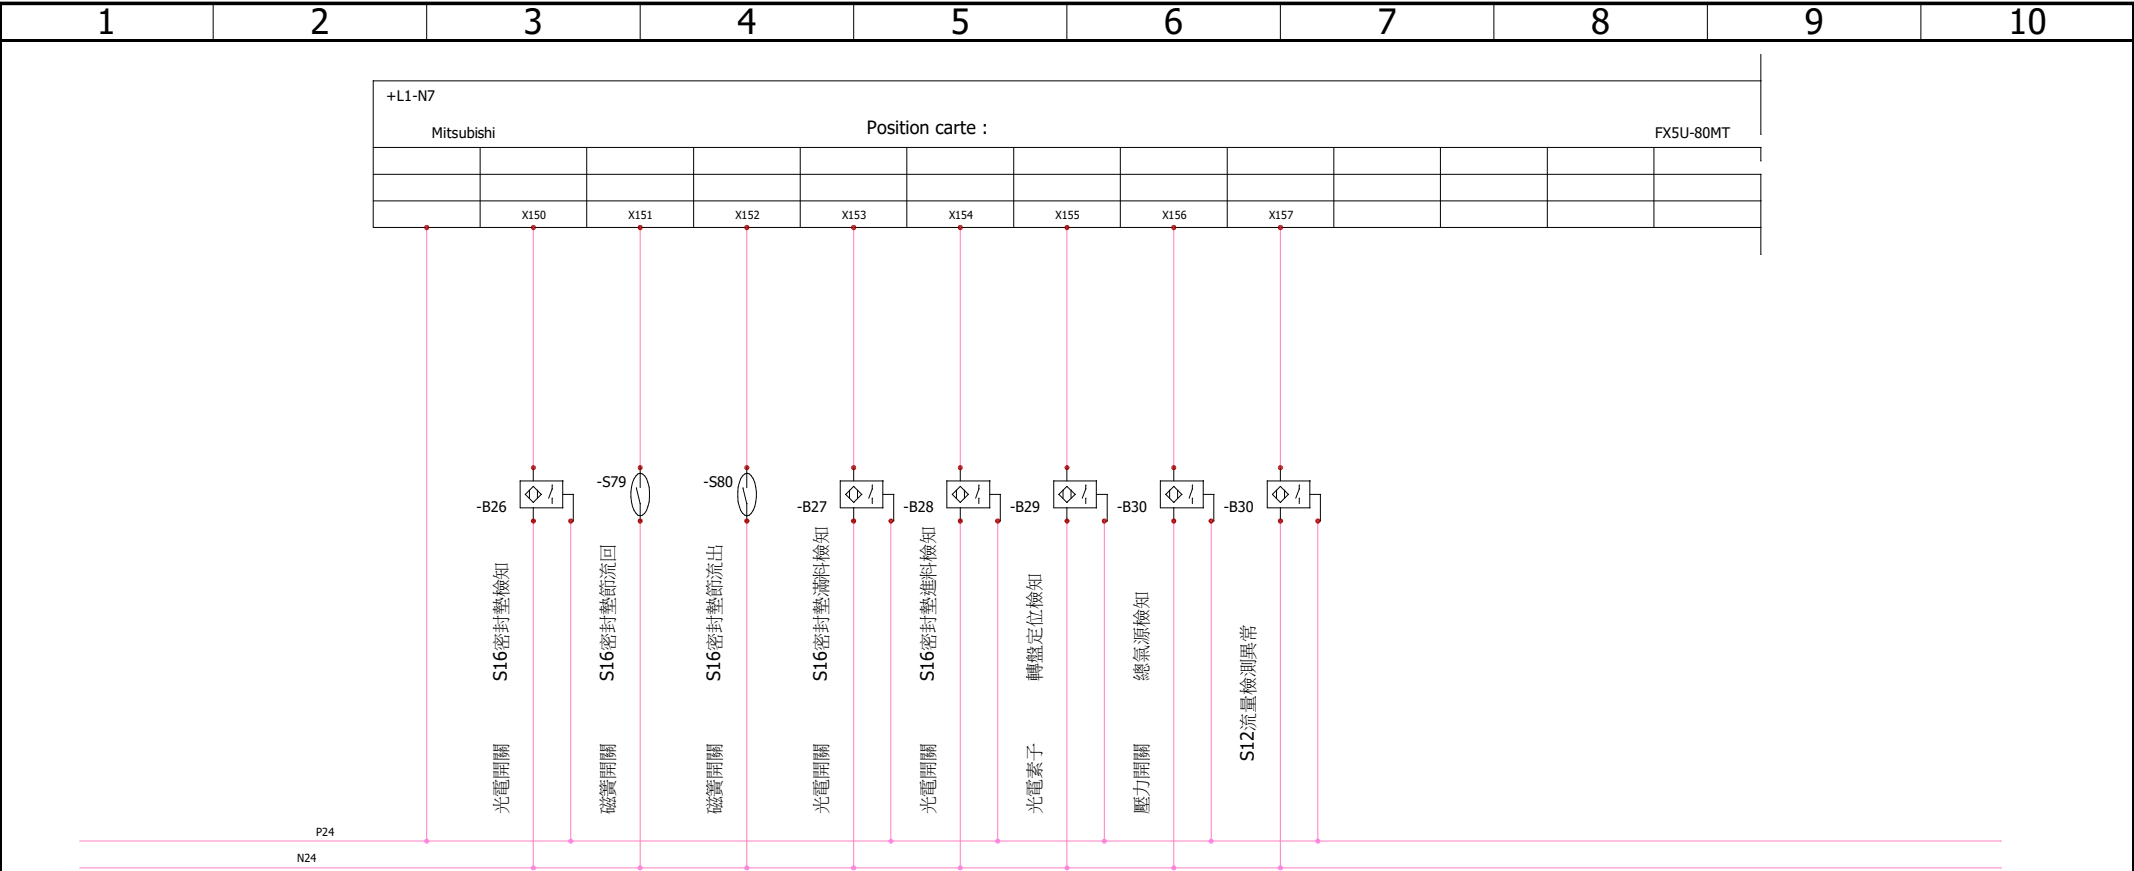 1 2 3 4 5 6 7 8 9 10
+L1-N7
Mitsubishi Position carte : FX5U-80MT
X150 X151 X152 X153 X154 X155 X156 X157
-B26 -S79 -S80 -B27 -B28 -B29 -B30 -B30
S16密封墊檢知
光電開關
S16密封墊節流回
磁簧開關
S16密封墊節流出
磁簧開關
S16密封墊滿料檢知
光電開關
S16密封墊進料檢知
光電開關
轉盤定位檢知
光電素子
總氣源檢知
壓力開關
S12流量檢測異常
P24
N24